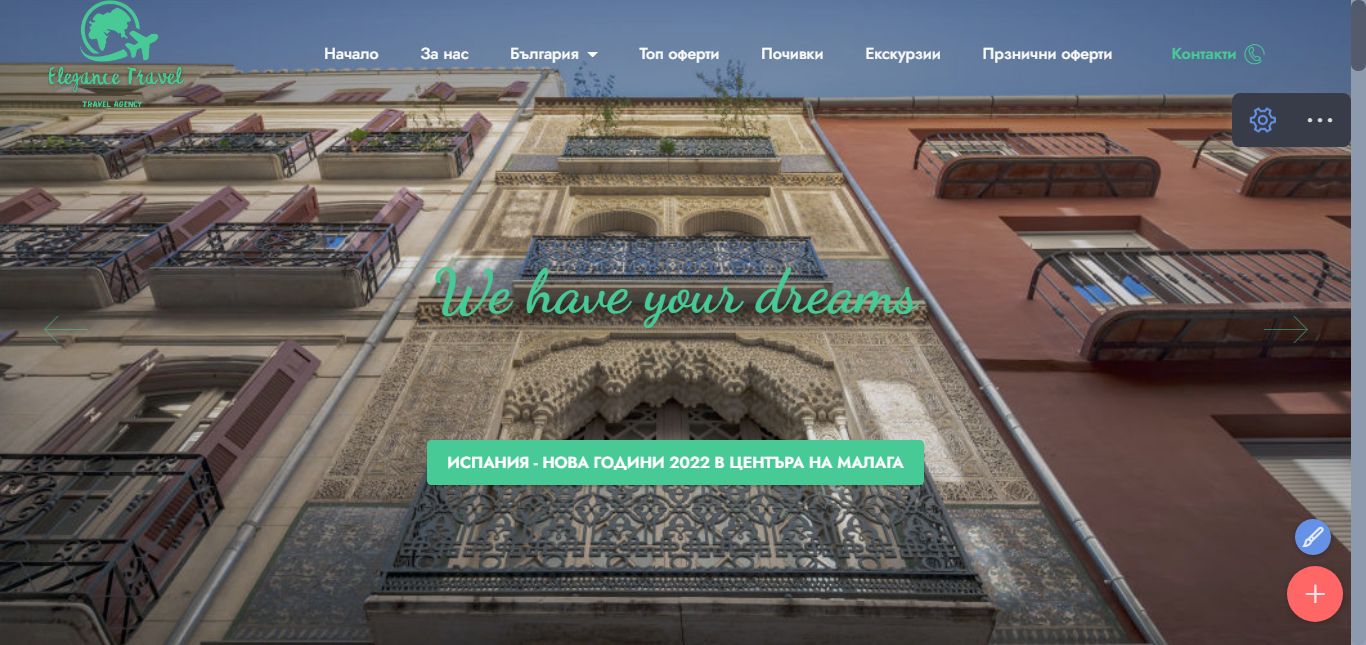 Elegance Travel
TRAVEL AGENCY
Начало За нас България Топ оферти Почивки Екскурзии Прзнични оферти Контакти
We have your dreams
ИСПАНИЯ - НОВА ГОДИНИ 2022 В ЦЕНТЪРА НА МАЛАГА